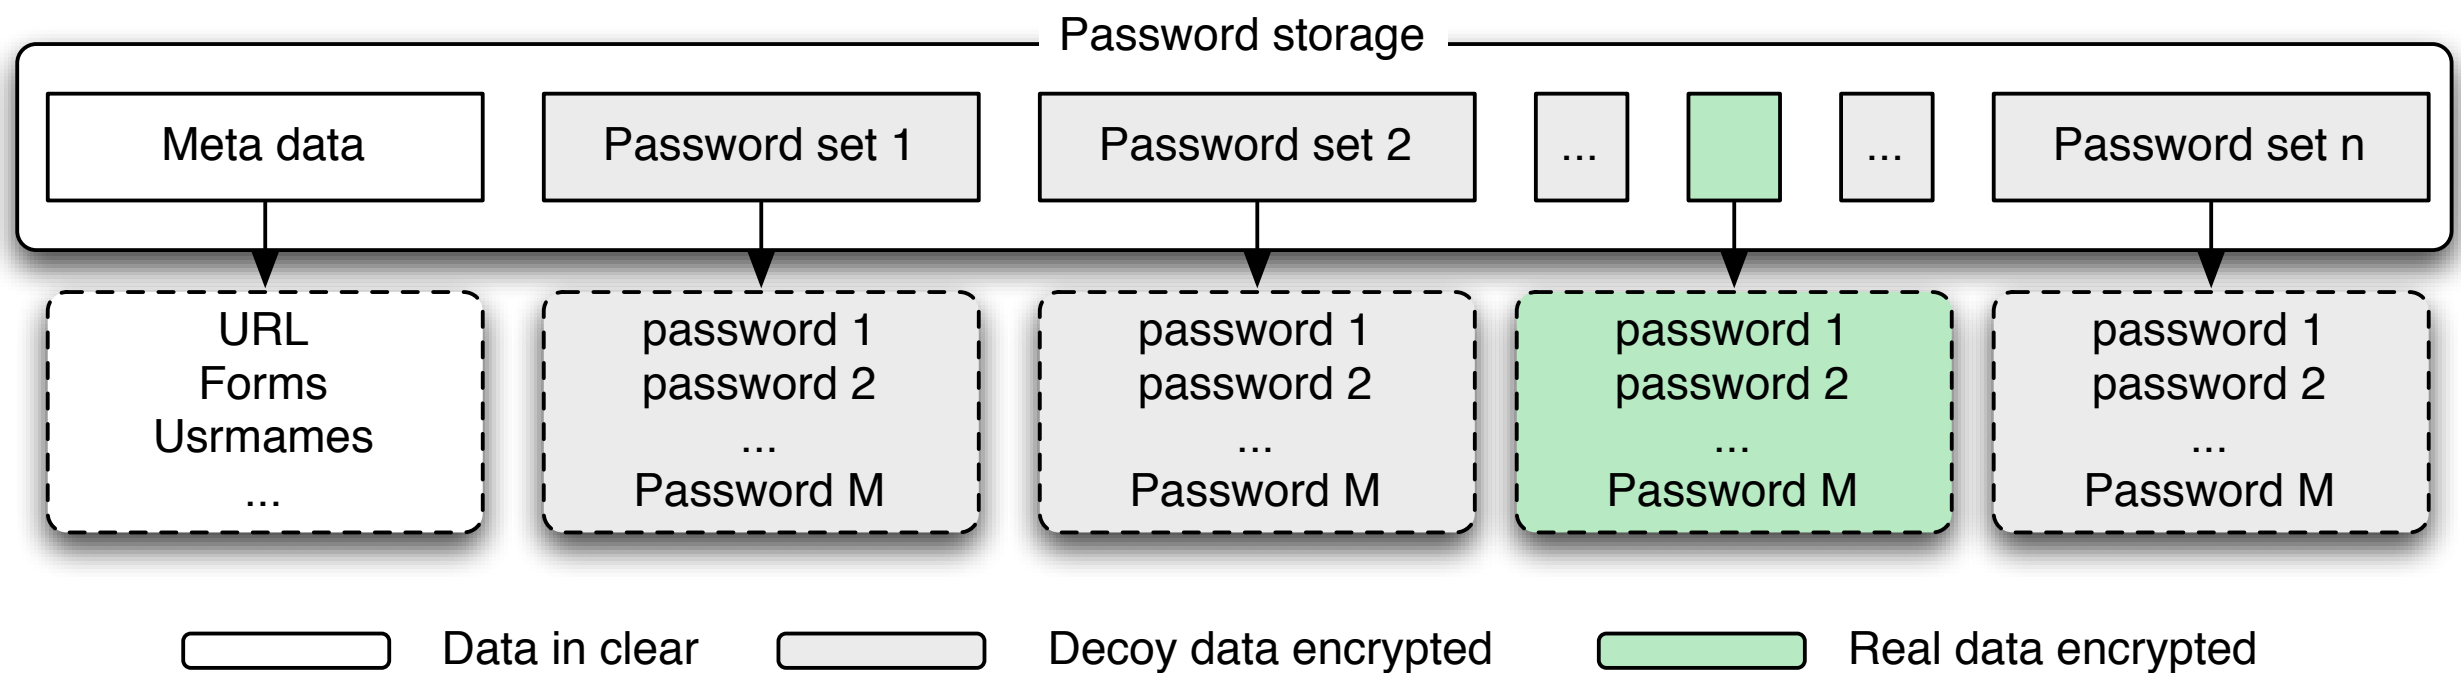 Password storage
Meta data
Password set 1
Password set 2
...
...
Password set n
URL
Forms
Usrmames
...
password 1
password 2
...
Password M
password 1
password 2
...
Password M
password 1
password 2
...
Password M
password 1
password 2
...
Password M
Data in clear
Decoy data encrypted
Real data encrypted